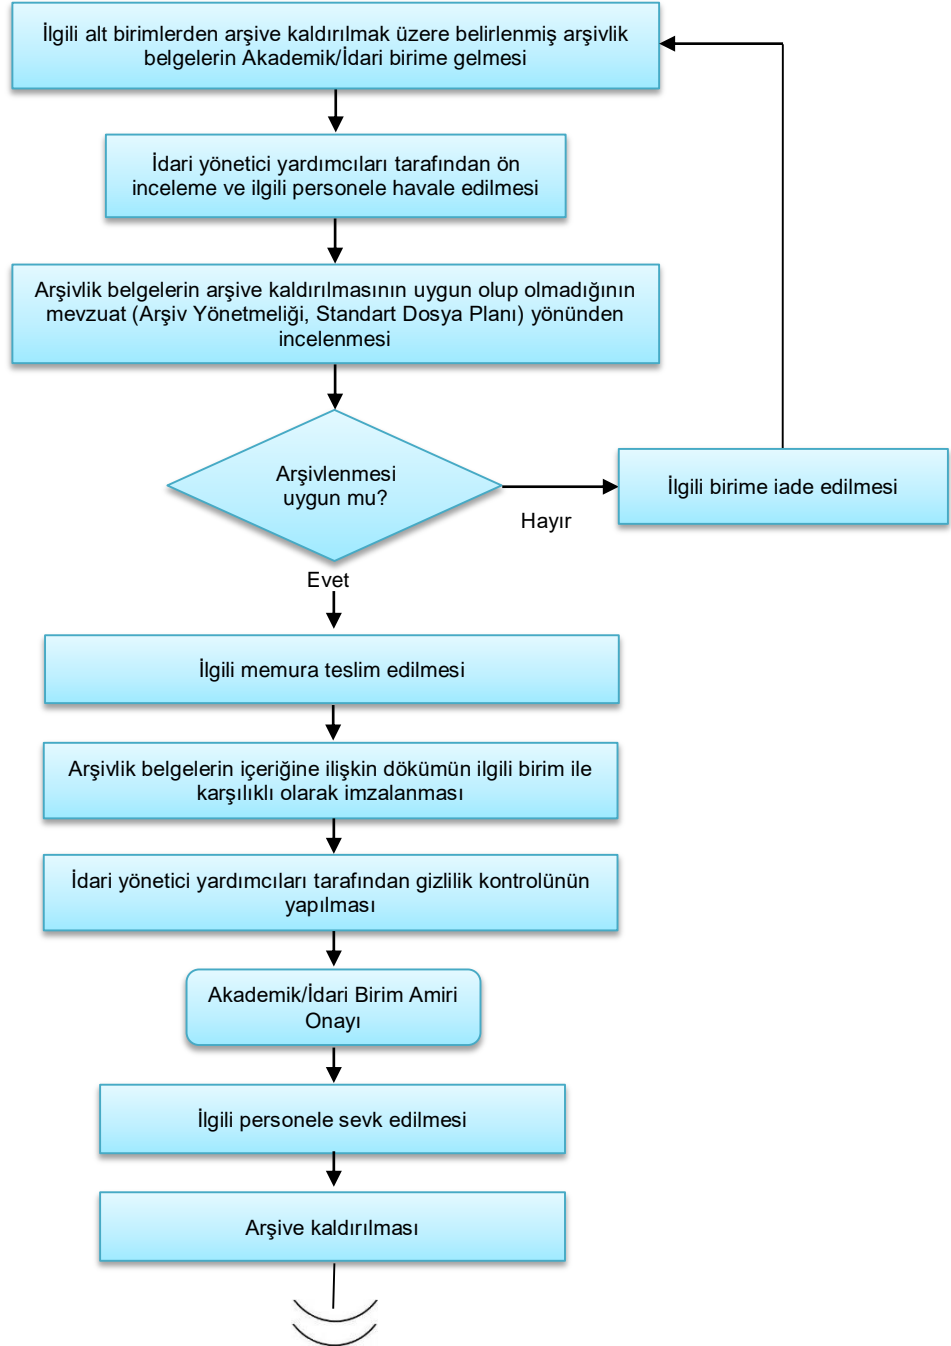 İlgili alt birimlerden arşive kaldırılmak üzere belirlenmiş arşivlik
belgelerin Akademik/İdari birime gelmesi
İdari yönetici yardımcıları tarafından ön
inceleme ve ilgili personele havale edilmesi
Arşivlik belgelerin arşive kaldırılmasının uygun olup olmadığının
mevzuat (Arşiv Yönetmeliği, Standart Dosya Planı) yönünden
incelenmesi
Arşivlenmesi
uygun mu?
İlgili birime iade edilmesi
Hayır
Evet
İlgili memura teslim edilmesi
Arşivlik belgelerin içeriğine ilişkin dökümün ilgili birim ile
karşılıklı olarak imzalanması
İdari yönetici yardımcıları tarafından gizlilik kontrolünün
yapılması
Akademik/İdari Birim Amiri
Onayı
İlgili personele sevk edilmesi
Arşive kaldırılması